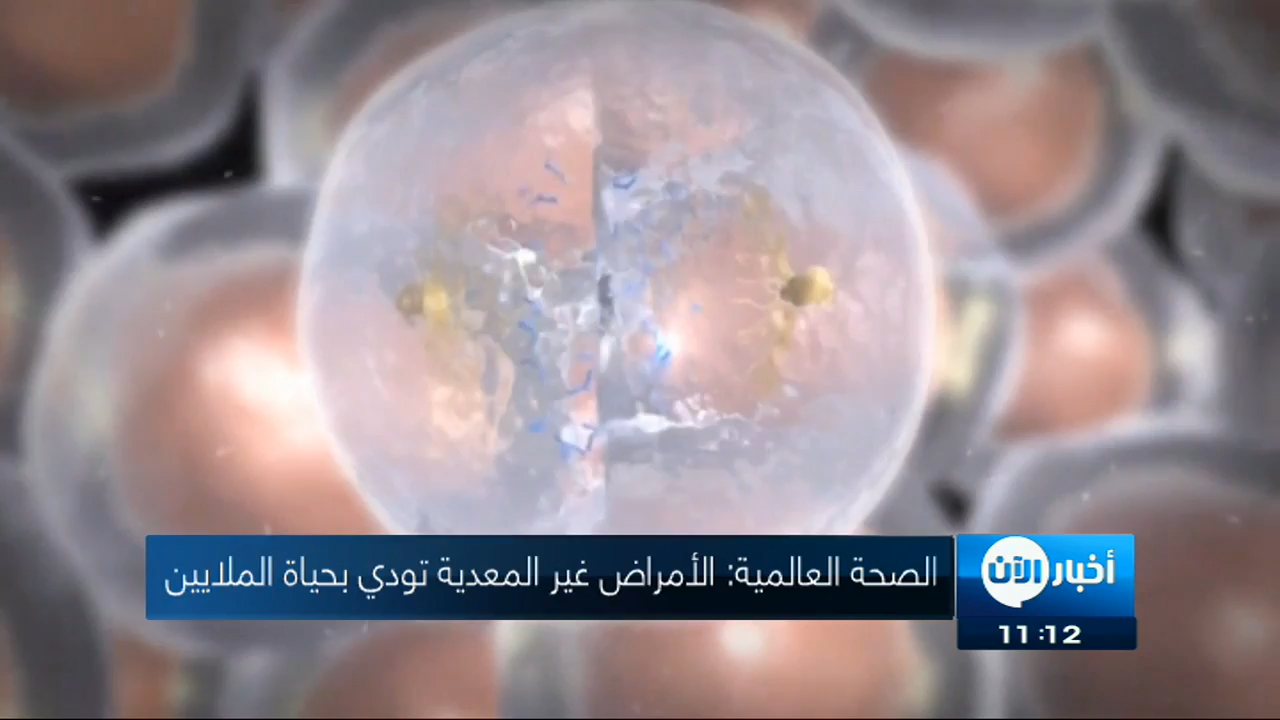 الصحة العالمية: الأمراض غير المعدية تودي بحياة الملايين
أخبار الآن
11:12